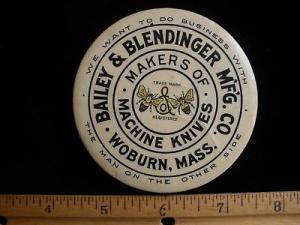 WE WANT TO DO BUSINESS WITH
THE MAN ON THE OTHER SIDE
BAILEY & BLENDINGER M'F'G. CO.
WOBURN, MASS.
MAKERS OF
MACHINE KNIVES
TRADE MARK
&
REGISTERED
4 5 6 7 8